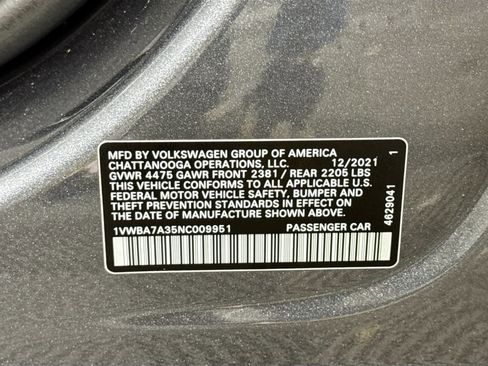 MFD BY VOLKSWAGEN GROUP OF AMERICA
CHATTANOOGA OPERATIONS, LLC. 12/2021
GVWR 4475 GAWR FRONT 2381 / REAR 2205 LBS
THIS VEHICLE CONFORMS TO ALL APPLICABLE U.S.
FEDERAL MOTOR VEHICLE SAFETY, BUMPER AND
THEFT PREVENTION STANDARDS IN EFFECT ON THE
DATE OF MANUFACTURE SHOWN ABOVE.
1VWBA7A35NC009951 PASSENGER CAR
4629041 1